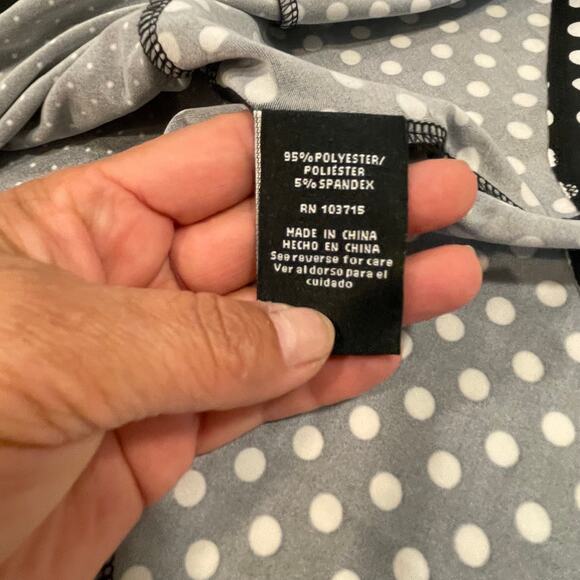 95% POLYESTER/
POLIÉSTER
5% SPANDEX
RN 103715
MADE IN CHINA
HECHO EN CHINA
See reverse for care
Ver al dorso para el
cuidado